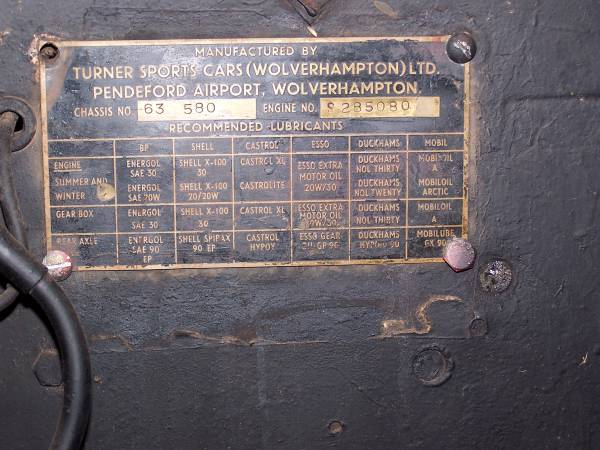 MANUFACTURED BY
TURNER SPORTS CARS (WOLVERHAMPTON) LTD.
PENDEFORD AIRPORT, WOLVERHAMPTON.
CHASSIS NO 63 580 ENGINE NO. 9285080
RECOMMENDED LUBRICANTS
BP SHELL CASTROL ESSO DUCKHAMS MOBIL
ENGINE ENERGOL SHELL X-100 CASTROL XL ESSO EXTRA DUCKHAMS MOBILOIL
SAE 30 30 MOTOR OIL NOL THIRTY A
SUMMER AND ENERGOL SHELL X-100 CASTROLITE 20W/30 DUCKHAMS MOBILOIL
WINTER SAE 20W 20/20W NOL TWENTY ARCTIC
GEAR BOX ENERGOL SHELL X-100 CASTROL XL ESSO EXTRA DUCKHAMS MOBILOIL
SAE 30 30 MOTOR OIL 20W/30 NOL THIRTY A
REAR AXLE ENERGOL SHELL SPIRAX CASTROL ESSO GEAR DUCKHAMS MOBILUBE
SAE 90 90 EP HYPOY OIL GP 90 90 GX 90
EP